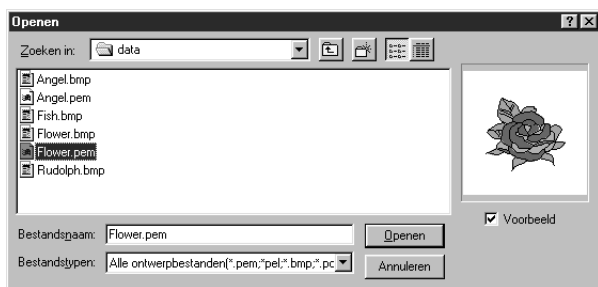 Openen
Zoeken in: data
Angel.bmp
Angel.pem
Fish.bmp
Flower.bmp
Flower.pem
Rudolph.bmp
Voorbeeld
Bestandsnaam: Flower.pem Openen
Bestandstypen: Alle ontwerpbestanden(*.pem;*pel;*.bmp;*.pc Annuleren